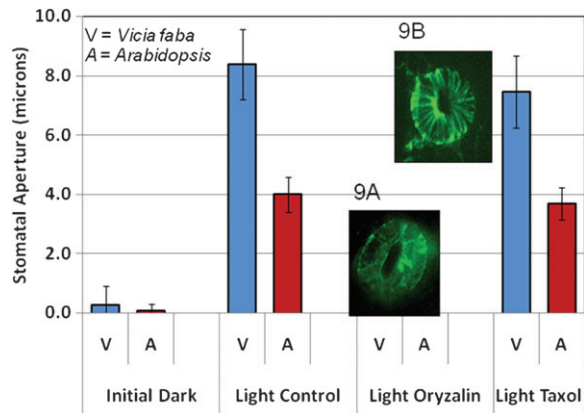 V = Vicia faba
A = Arabidopsis
9B
9A
Stomatal Aperture (microns)
10.0
8.0
6.0
4.0
2.0
0.0
V A V A V A V A
Initial Dark Light Control Light Oryzalin Light Taxol